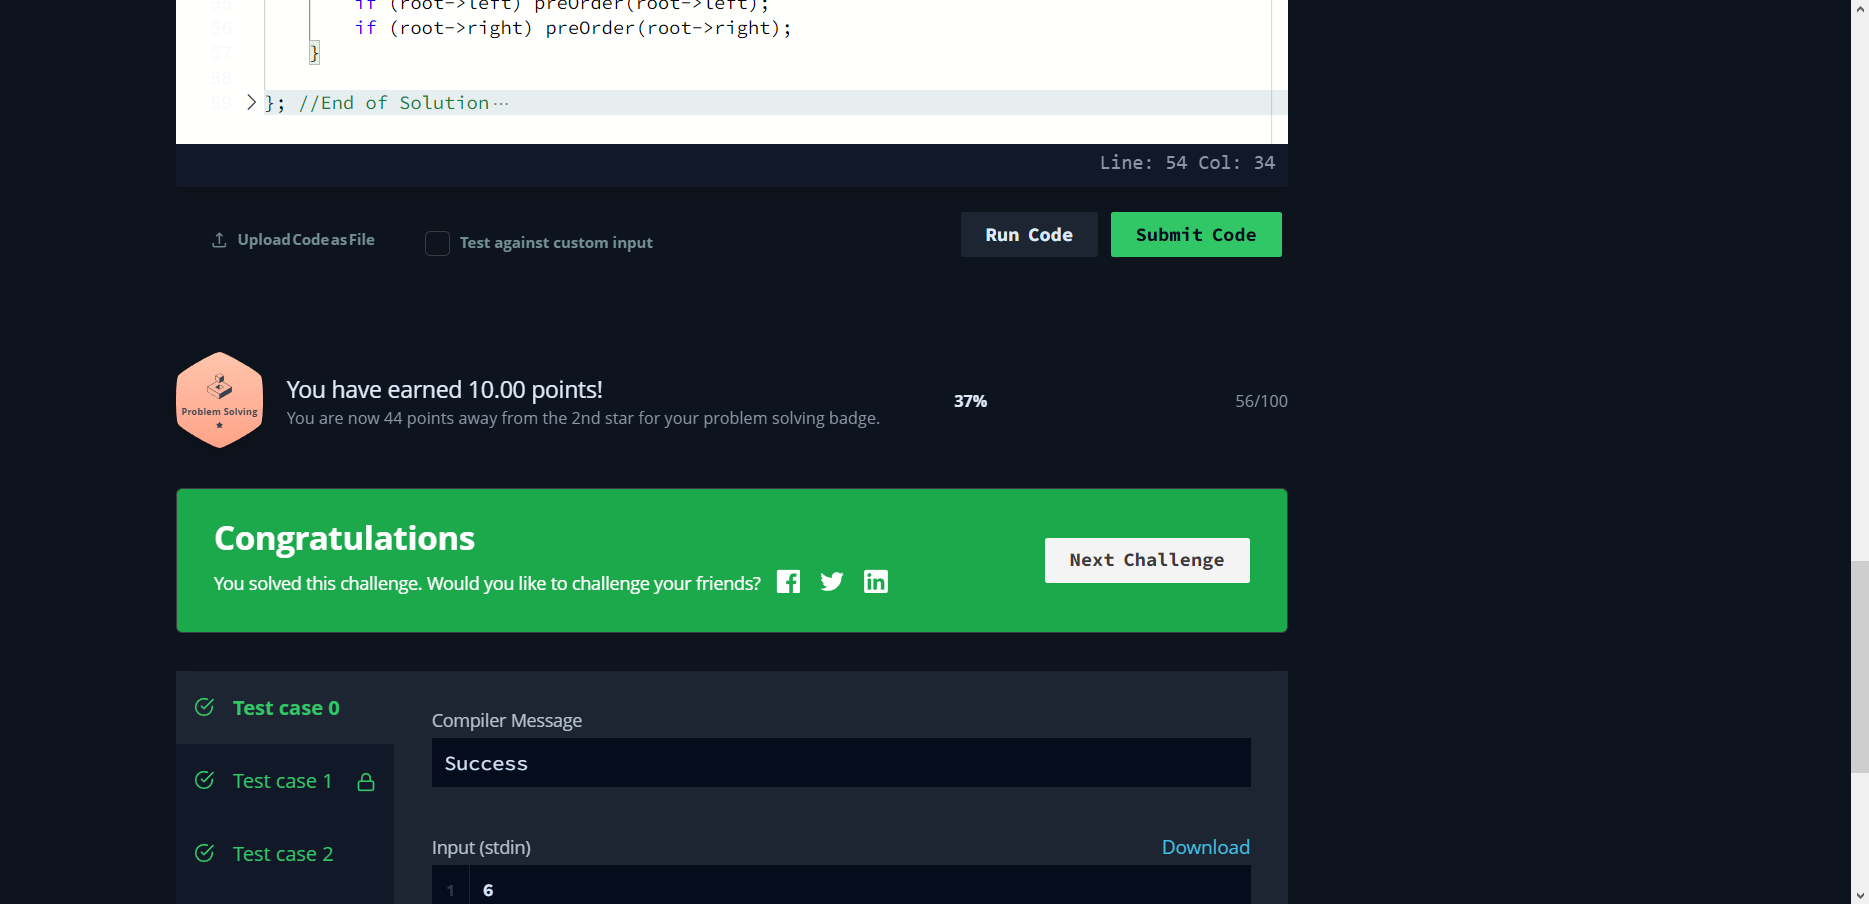 55 if (root->left) preOrder(root->left);
56 if (root->right) preOrder(root->right);
57 }
58
59 }; //End of Solution···
Line: 54 Col: 34
Upload Code as File
Test against custom input
Run Code
Submit Code
Problem Solving
You have earned 10.00 points!
You are now 44 points away from the 2nd star for your problem solving badge.
37%
56/100
Congratulations
You solved this challenge. Would you like to challenge your friends?
Next Challenge
Test case 0
Test case 1
Test case 2
Compiler Message
Success
Input (stdin)
Download
1 6